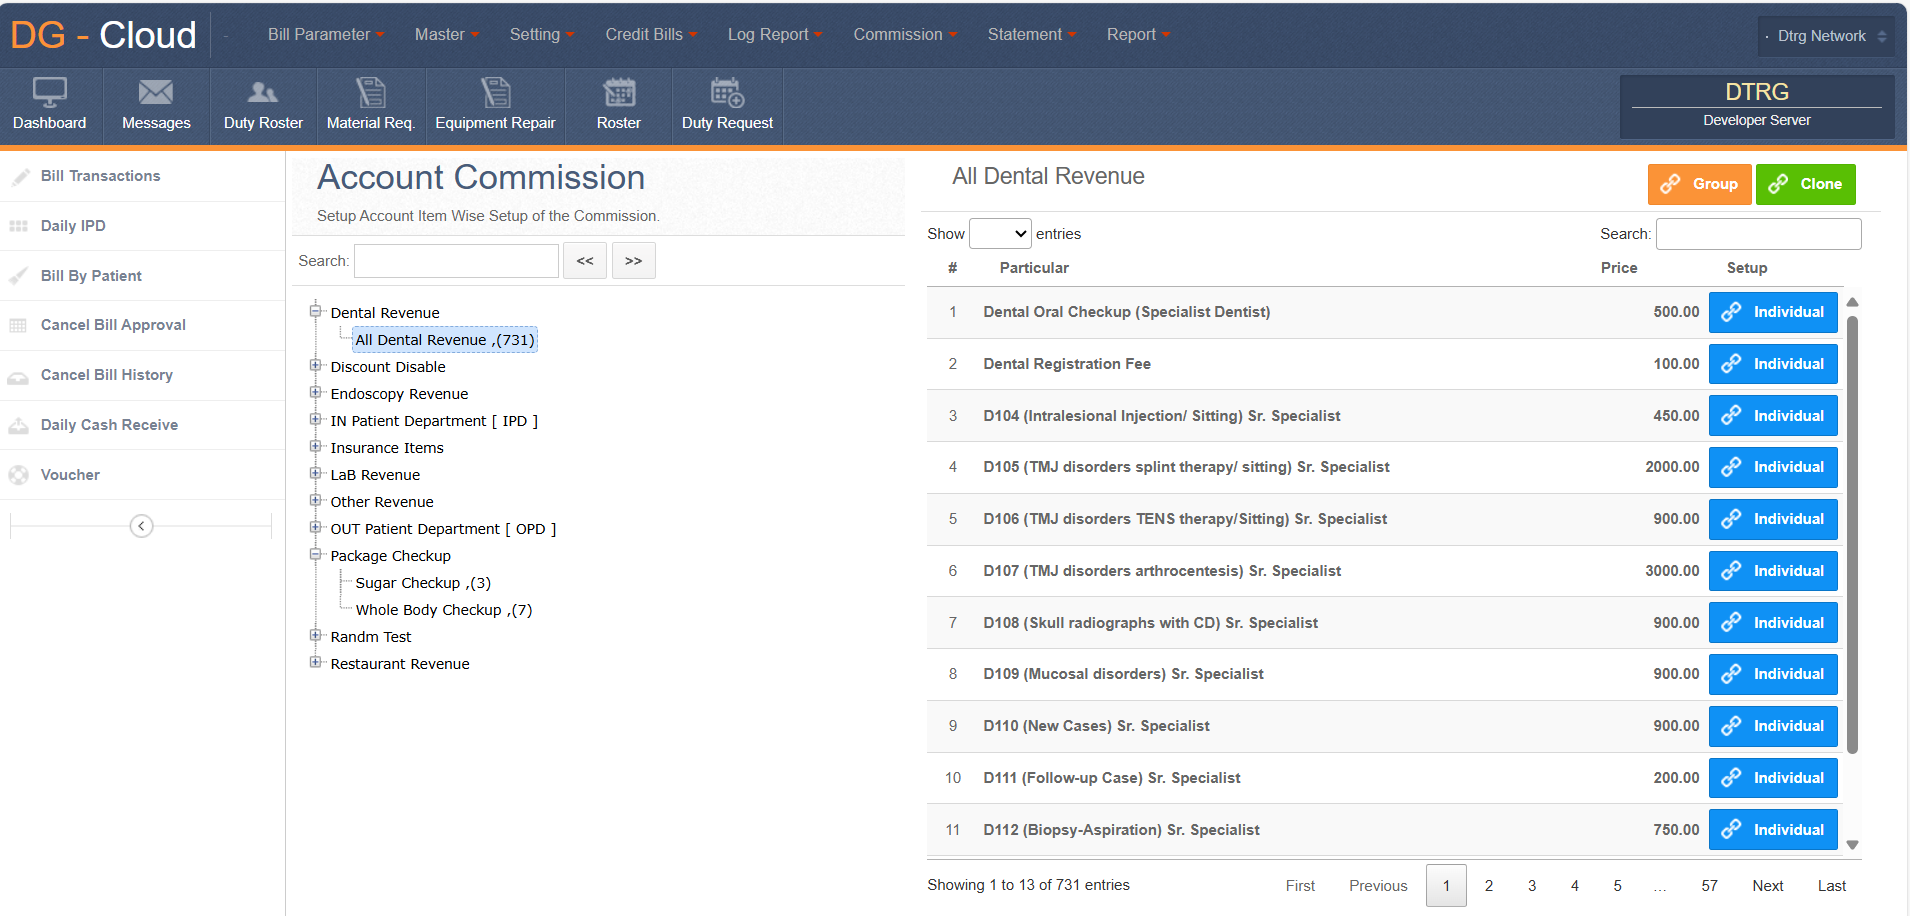 DG - Cloud
-
Bill Parameter
Master
Setting
Credit Bills
Log Report
Commission
Statement
Report
· Dtrg Network
Dashboard
Messages
Duty Roster
Material Req.
Equipment Repair
Roster
Duty Request
DTRG
Developer Server
Bill Transactions
Daily IPD
Bill By Patient
Cancel Bill Approval
Cancel Bill History
Daily Cash Receive
Voucher
Account Commission
Setup Account Item Wise Setup of the Commission.
Search:
<<
>>
Dental Revenue
All Dental Revenue ,(731)
Discount Disable
Endoscopy Revenue
IN Patient Department [ IPD ]
Insurance Items
LaB Revenue
Other Revenue
OUT Patient Department [ OPD ]
Package Checkup
Sugar Checkup ,(3)
Whole Body Checkup ,(7)
Randm Test
Restaurant Revenue
All Dental Revenue
Group
Clone
Show entries
Search:
# Particular Price Setup
1 Dental Oral Checkup (Specialist Dentist) 500.00 Individual
2 Dental Registration Fee 100.00 Individual
3 D104 (Intralesional Injection/ Sitting) Sr. Specialist 450.00 Individual
4 D105 (TMJ disorders splint therapy/ sitting) Sr. Specialist 2000.00 Individual
5 D106 (TMJ disorders TENS therapy/Sitting) Sr. Specialist 900.00 Individual
6 D107 (TMJ disorders arthrocentesis) Sr. Specialist 3000.00 Individual
7 D108 (Skull radiographs with CD) Sr. Specialist 900.00 Individual
8 D109 (Mucosal disorders) Sr. Specialist 900.00 Individual
9 D110 (New Cases) Sr. Specialist 900.00 Individual
10 D111 (Follow-up Case) Sr. Specialist 200.00 Individual
11 D112 (Biopsy-Aspiration) Sr. Specialist 750.00 Individual
Showing 1 to 13 of 731 entries
First Previous 1 2 3 4 5 … 57 Next Last